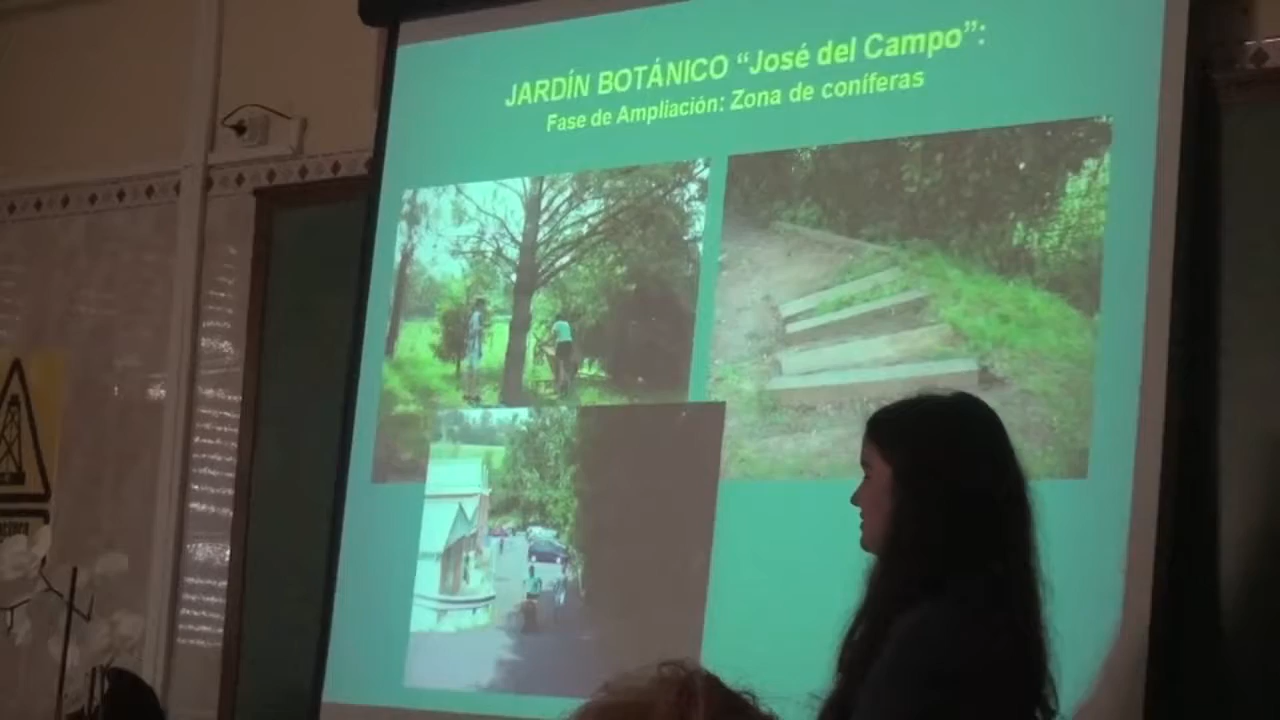 JARDÍN BOTÁNICO “José del Campo”:
Fase de Ampliación: Zona de coníferas